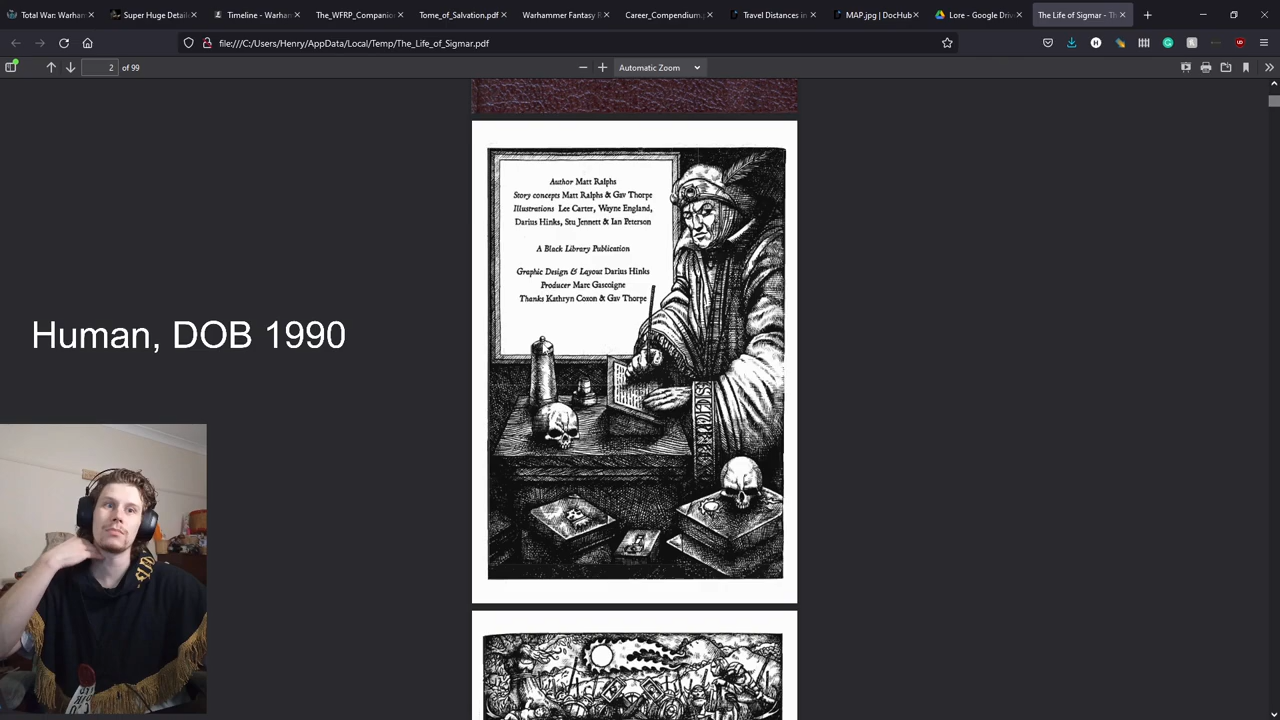 Total War: Warham
Super Huge Detaile
Timeline - Warham
The_WFRP_Companio
Tome_of_Salvation.pdf
Warhammer Fantasy R
Career_Compendium.p
Travel Distances in
MAP.jpg | DocHub
Lore - Google Driv
The Life of Sigmar - Th
file:///C:/Users/Henry/AppData/Local/Temp/The_Life_of_Sigmar.pdf
2 of 99
Automatic Zoom
Author Matt Ralphs
Story concepts Matt Ralphs & Gav Thorpe
Illustrations Lee Carter, Wayne England,
Darius Hinks, Stu Jennett & Ian Peterson
A Black Library Publication
Graphic Design & Layout Darius Hinks
Producer Marc Gascoigne
Thanks Kathryn Coxon & Gav Thorpe
Human, DOB 1990